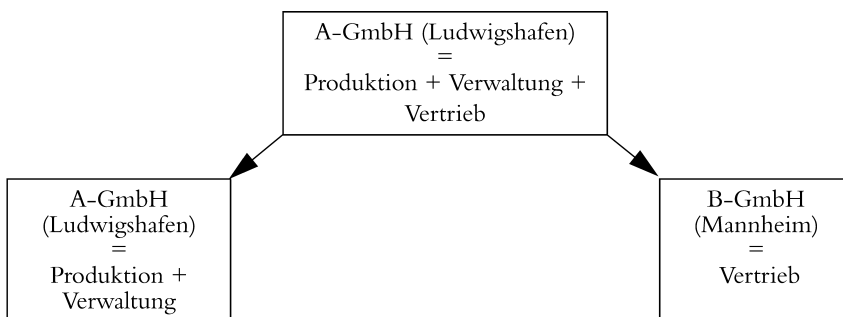 A-GmbH (Ludwigshafen)
=
Produktion + Verwaltung +
Vertrieb
A-GmbH
(Ludwigshafen)
=
Produktion +
Verwaltung
B-GmbH
(Mannheim)
=
Vertrieb